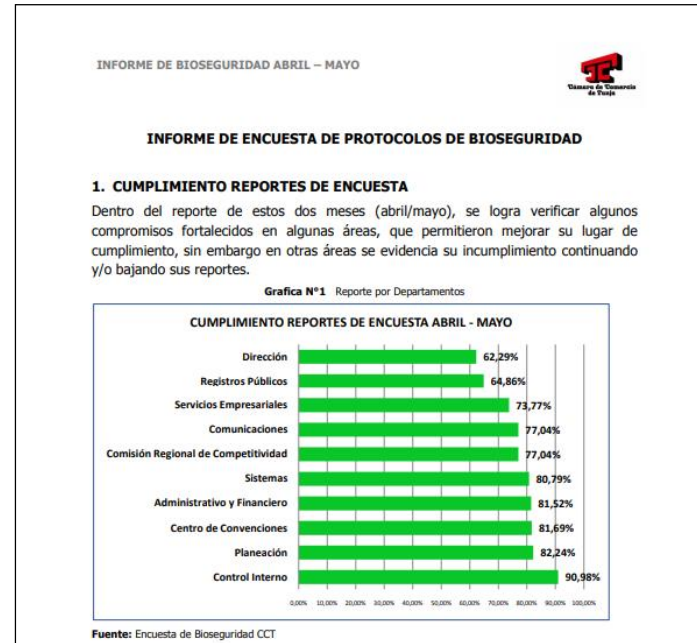 INFORME DE BIOSEGURIDAD ABRIL – MAYO
Cámara de Comercio
de Tunja
INFORME DE ENCUESTA DE PROTOCOLOS DE BIOSEGURIDAD
1. CUMPLIMIENTO REPORTES DE ENCUESTA
Dentro del reporte de estos dos meses (abril/mayo), se logra verificar algunos
compromisos fortalecidos en algunas áreas, que permitieron mejorar su lugar de
cumplimiento, sin embargo en otras áreas se evidencia su incumplimiento continuando
y/o bajando sus reportes.
Grafica N°1 Reporte por Departamentos
CUMPLIMIENTO REPORTES DE ENCUESTA ABRIL - MAYO
Dirección 62,29%
Registros Públicos 64,86%
Servicios Empresariales 73,77%
Comunicaciones 77,04%
Comisión Regional de Competitividad 77,04%
Sistemas 80,79%
Administrativo y Financiero 81,52%
Centro de Convenciones 81,69%
Planeación 82,24%
Control Interno 90,98%
0,00% 10,00% 20,00% 30,00% 40,00% 50,00% 60,00% 70,00% 80,00% 90,00% 100,00%
Fuente: Encuesta de Bioseguridad CCT